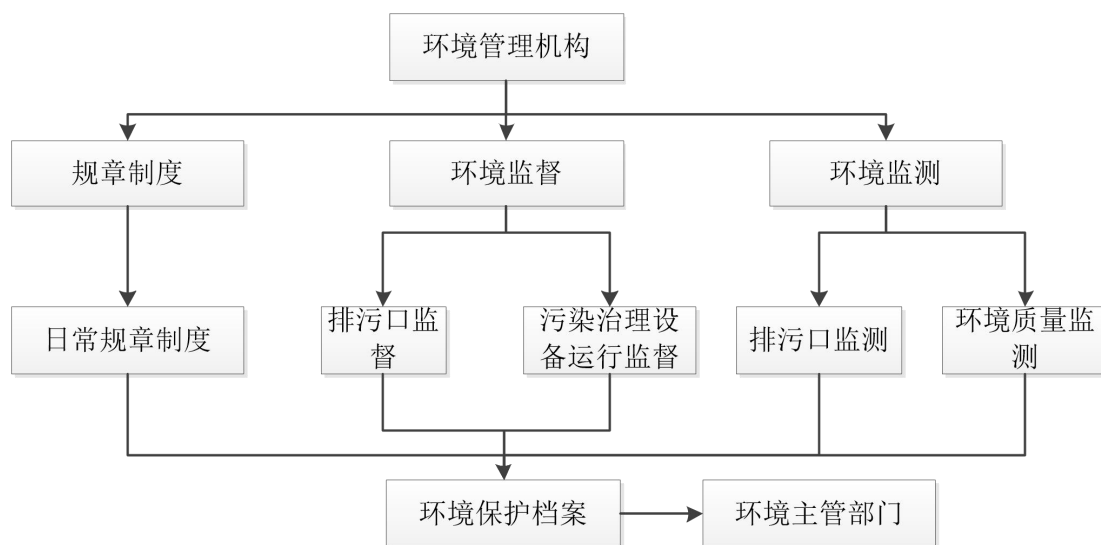 环境管理机构
规章制度
环境监督
环境监测
日常规章制度
排污口监
督
污染治理设
备运行监督
排污口监测
环境质量监
测
环境保护档案
环境主管部门